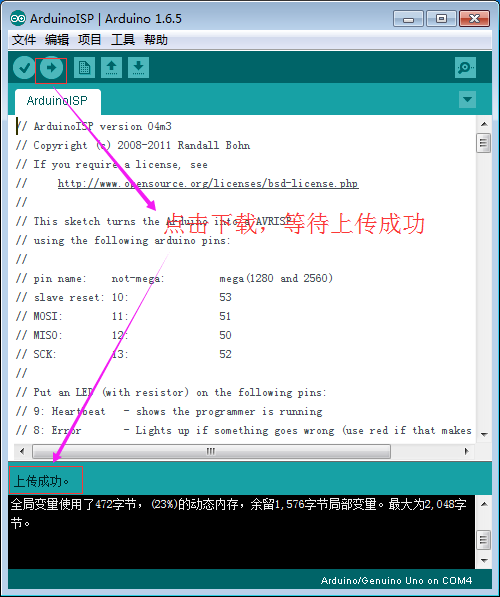 ArduinoISP | Arduino 1.6.5
文件 编辑 项目 工具 帮助
ArduinoISP
// ArduinoISP version 04m3
// Copyright (c) 2008-2011 Randall Bohn
// If you require a license, see
// http://www.opensource.org/licenses/bsd-license.php
//
// This sketch turns the Arduino into a AVRISP
点击下载，等待上传成功
// using the following arduino pins:
//
// pin name: not-mega: mega(1280 and 2560)
// slave reset: 10: 53
// MOSI: 11: 51
// MISO: 12: 50
// SCK: 13: 52
//
// Put an LED (with resistor) on the following pins:
// 9: Heartbeat - shows the programmer is running
// 8: Error - Lights up if something goes wrong (use red if that makes
上传成功。
全局变量使用了472字节，(23%)的动态内存，余留1,576字节局部变量。最大为2,048字
节。
Arduino/Genuino Uno on COM4